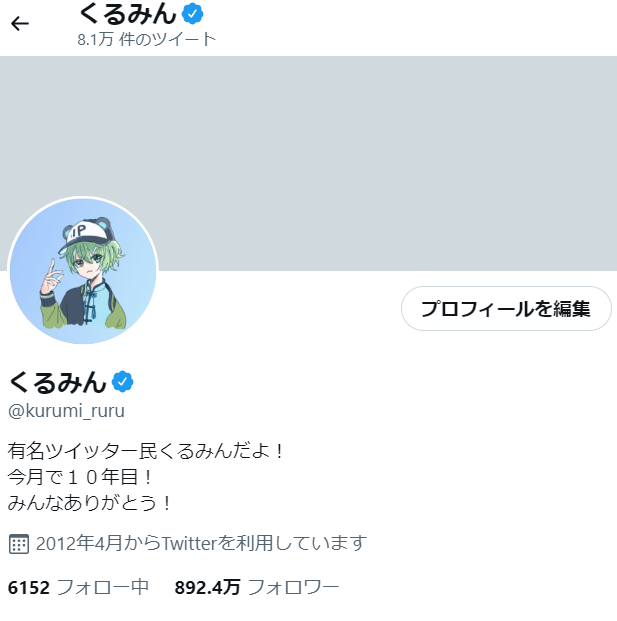 くるみん
8.1万 件のツイート
IP
プロフィールを編集
くるみん
@kurumi_ruru
有名ツイッター民くるみんだよ！
今月で１０年目！
みんなありがとう！
2012年4月からTwitterを利用しています
6152 フォロー中 892.4万 フォロワー